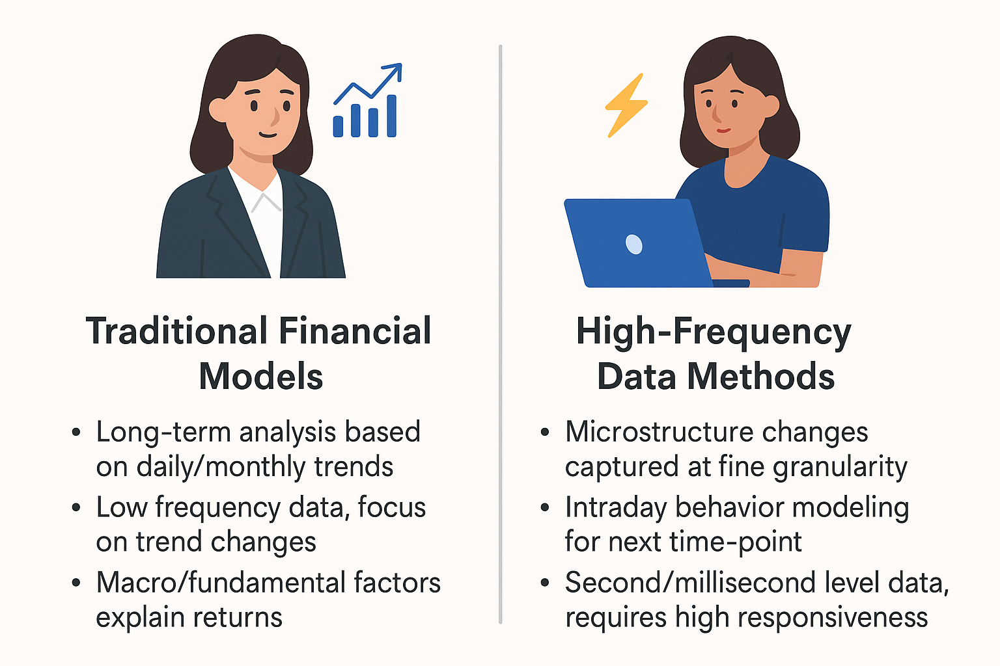 Traditional Financial
Models
• Long-term analysis based
on daily/monthly trends
• Low frequency data, focus
on trend changes
• Macro/fundamental factors
explain returns
High-Frequency
Data Methods
• Microstructure changes
captured at fine granularity
• Intraday behavior modeling
for next time-point
• Second/millisecond level data,
requires high responsiveness